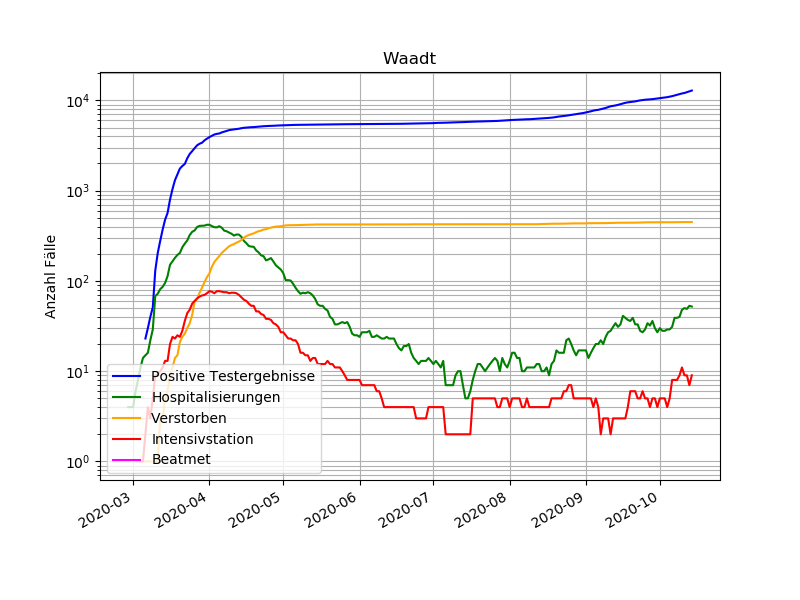 Waadt
Anzahl Fälle
10⁴
10³
10²
10¹
10⁰
Positive Testergebnisse
Hospitalisierungen
Verstorben
Intensivstation
Beatmet
2020-03
2020-04
2020-05
2020-06
2020-07
2020-08
2020-09
2020-10